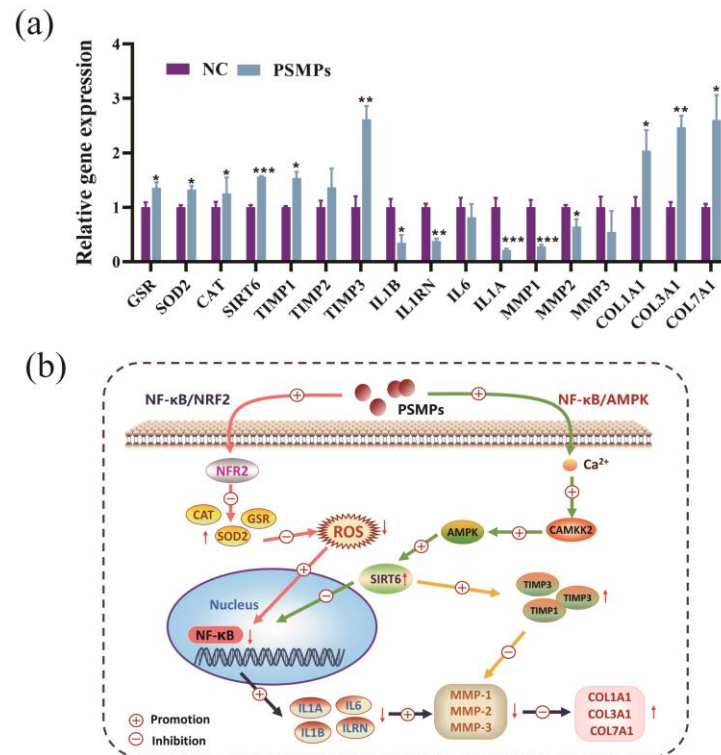 (a)
Relative gene expression
4
3
2
1
0
NC PSMPs
* * * *** * ** * ** *** *** * * ** *
GSR SOD2 CAT SIRT6 TIMP1 TIMP2 TIMP3 IL1B IL1RN IL6 IL1A MMP1 MMP2 MMP3 COL1A1 COL3A1 COL7A1
(b)
NF-κB/NRF2
NF-κB/AMPK
PSMPs
NFR2
Ca²⁺
CAT
GSR
SOD2
ROS
AMPK
CAMKK2
SIRT6
TIMP3
TIMP3
TIMP1
Nucleus
NF-κB
IL1A
IL6
IL1B
ILRN
MMP-1
MMP-2
MMP-3
COL1A1
COL3A1
COL7A1
Promotion
Inhibition